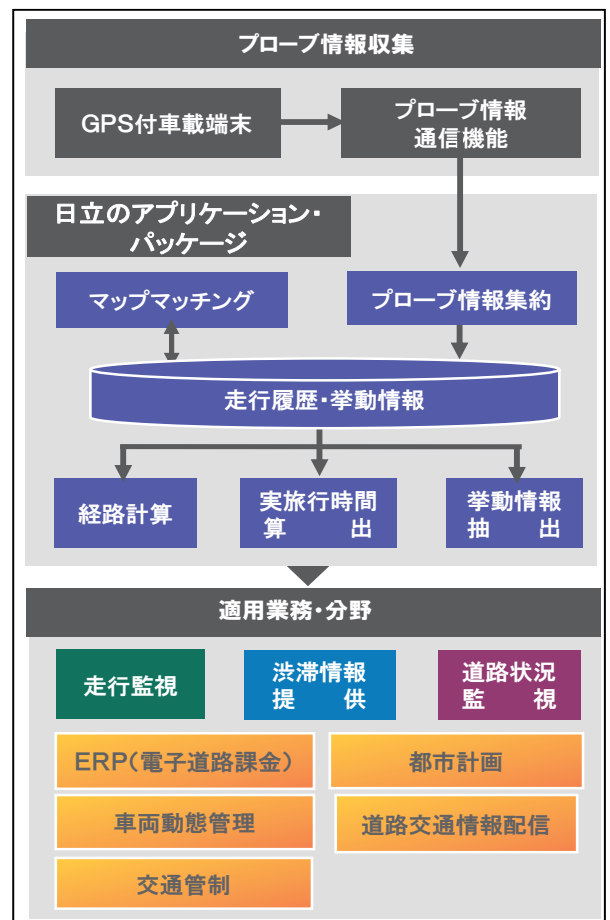 プローブ情報収集
GPS付車載端末
プローブ情報
通信機能
日立のアプリケーション・
パッケージ
マップマッチング
プローブ情報集約
走行履歴・挙動情報
経路計算
実旅行時間
算　　出
挙動情報
抽　　出
適用業務・分野
走行監視
渋滞情報
提　　供
道路状況
監　　視
ERP（電子道路課金）
都市計画
車両動態管理
道路交通情報配信
交通管制